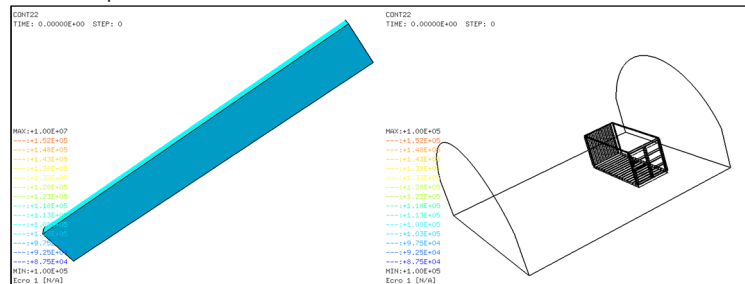 CONT22
TIME: 0.00000E+00 STEP: 0
MAX:+1.00E+07
---:+1.52E+05
---:+1.48E+05
---:+1.43E+05
---:+1.38E+05
---:+1.33E+05
---:+1.28E+05
---:+1.23E+05
---:+1.18E+05
---:+1.13E+05
---:+9.25E+04
---:+8.75E+04
MIN:+1.00E+05
Ecro 1 [N/A]
CONT22
TIME: 0.00000E+00 STEP: 0
MAX:+1.00E+05
---:+1.52E+05
---:+1.48E+05
---:+1.43E+05
---:+1.38E+05
---:+1.33E+05
---:+1.28E+05
---:+1.23E+05
---:+1.18E+05
---:+1.13E+05
---:+1.08E+05
---:+1.03E+05
---:+9.75E+04
---:+9.25E+04
---:+8.75E+04
MIN:+1.00E+05
Ecro 1 [N/A]